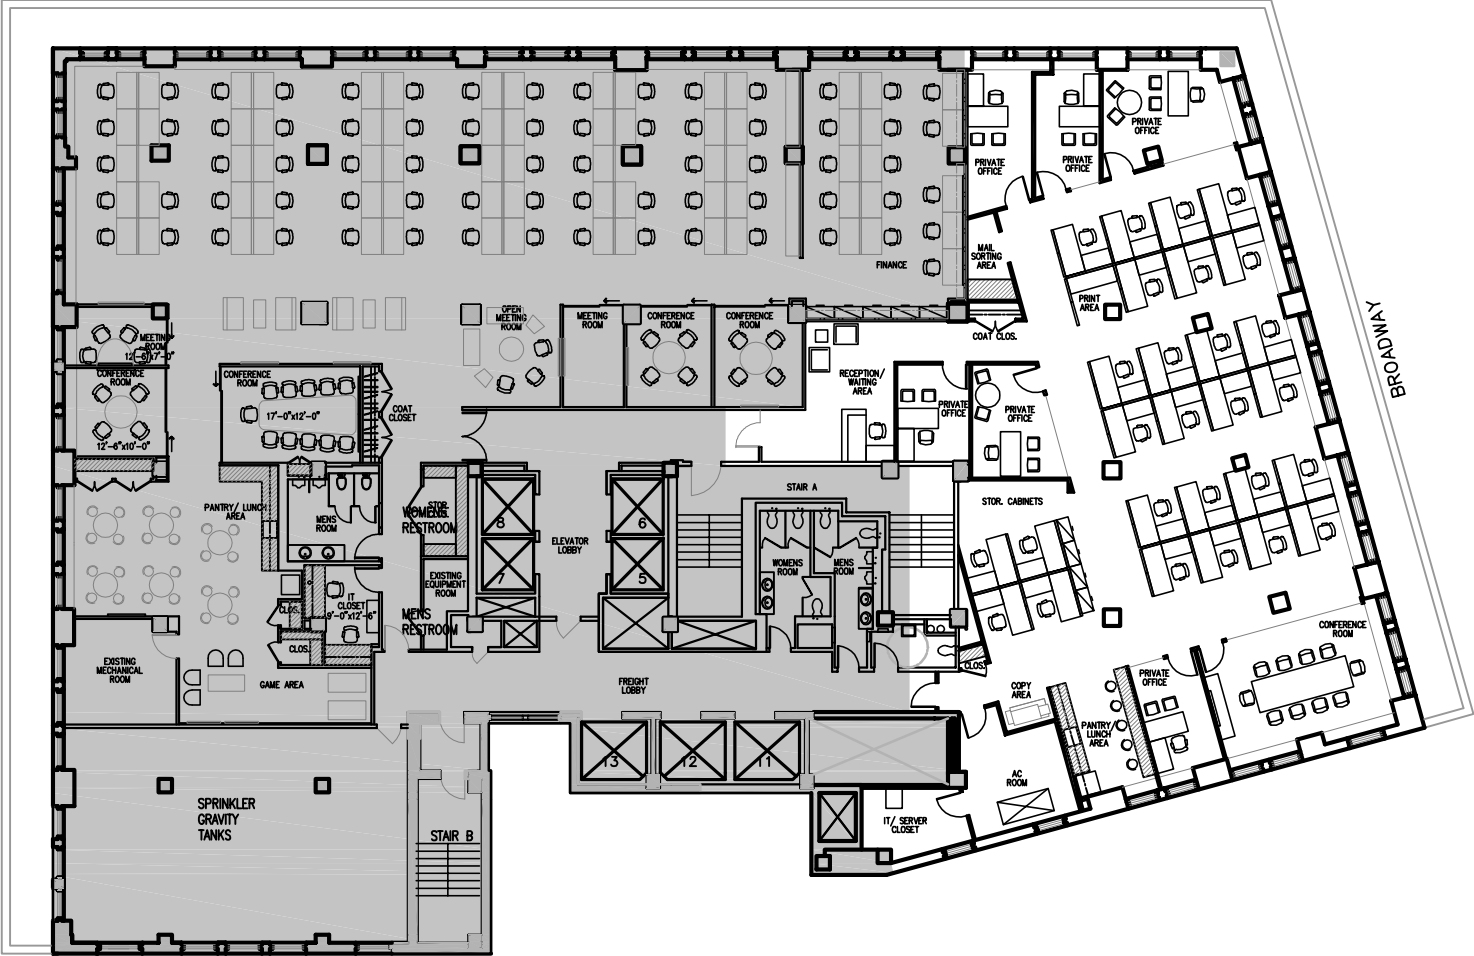 PRIVATE
OFFICE
PRIVATE
OFFICE
PRIVATE
OFFICE
MAIL
SORTING
AREA
FINANCE
PRINT
AREA
BROADWAY
OPEN
MEETING
ROOM
MEETING
ROOM
CONFERENCE
ROOM
CONFERENCE
ROOM
COAT CLOS.
MEETING
ROOM
12'-6"x7'-0"
CONFERENCE
ROOM
12'-6"x10'-0"
CONFERENCE
ROOM
17'-0"x12'-0"
COAT
CLOSET
RECEPTION/
WAITING
AREA
PRIVATE
OFFICE
PRIVATE
OFFICE
STAIR A
STOR. CABINETS
PANTRY/ LUNCH
AREA
MENS
ROOM
STOR.
WOMENS
RESTROOM
8
6
ELEVATOR
LOBBY
7
5
WOMENS
ROOM
MENS
ROOM
EXISTING
EQUIPMENT
ROOM
IT
CLOSET
9'-0"x12'-6"
CLOS.
MENS
RESTROOM
CLOS.
EXISTING
MECHANICAL
ROOM
GAME AREA
FREIGHT
LOBBY
CLOS.
COPY
AREA
PRIVATE
OFFICE
CONFERENCE
ROOM
PANTRY/
LUNCH
AREA
13
12
11
AC
ROOM
SPRINKLER
GRAVITY
TANKS
STAIR B
IT/ SERVER
CLOSET